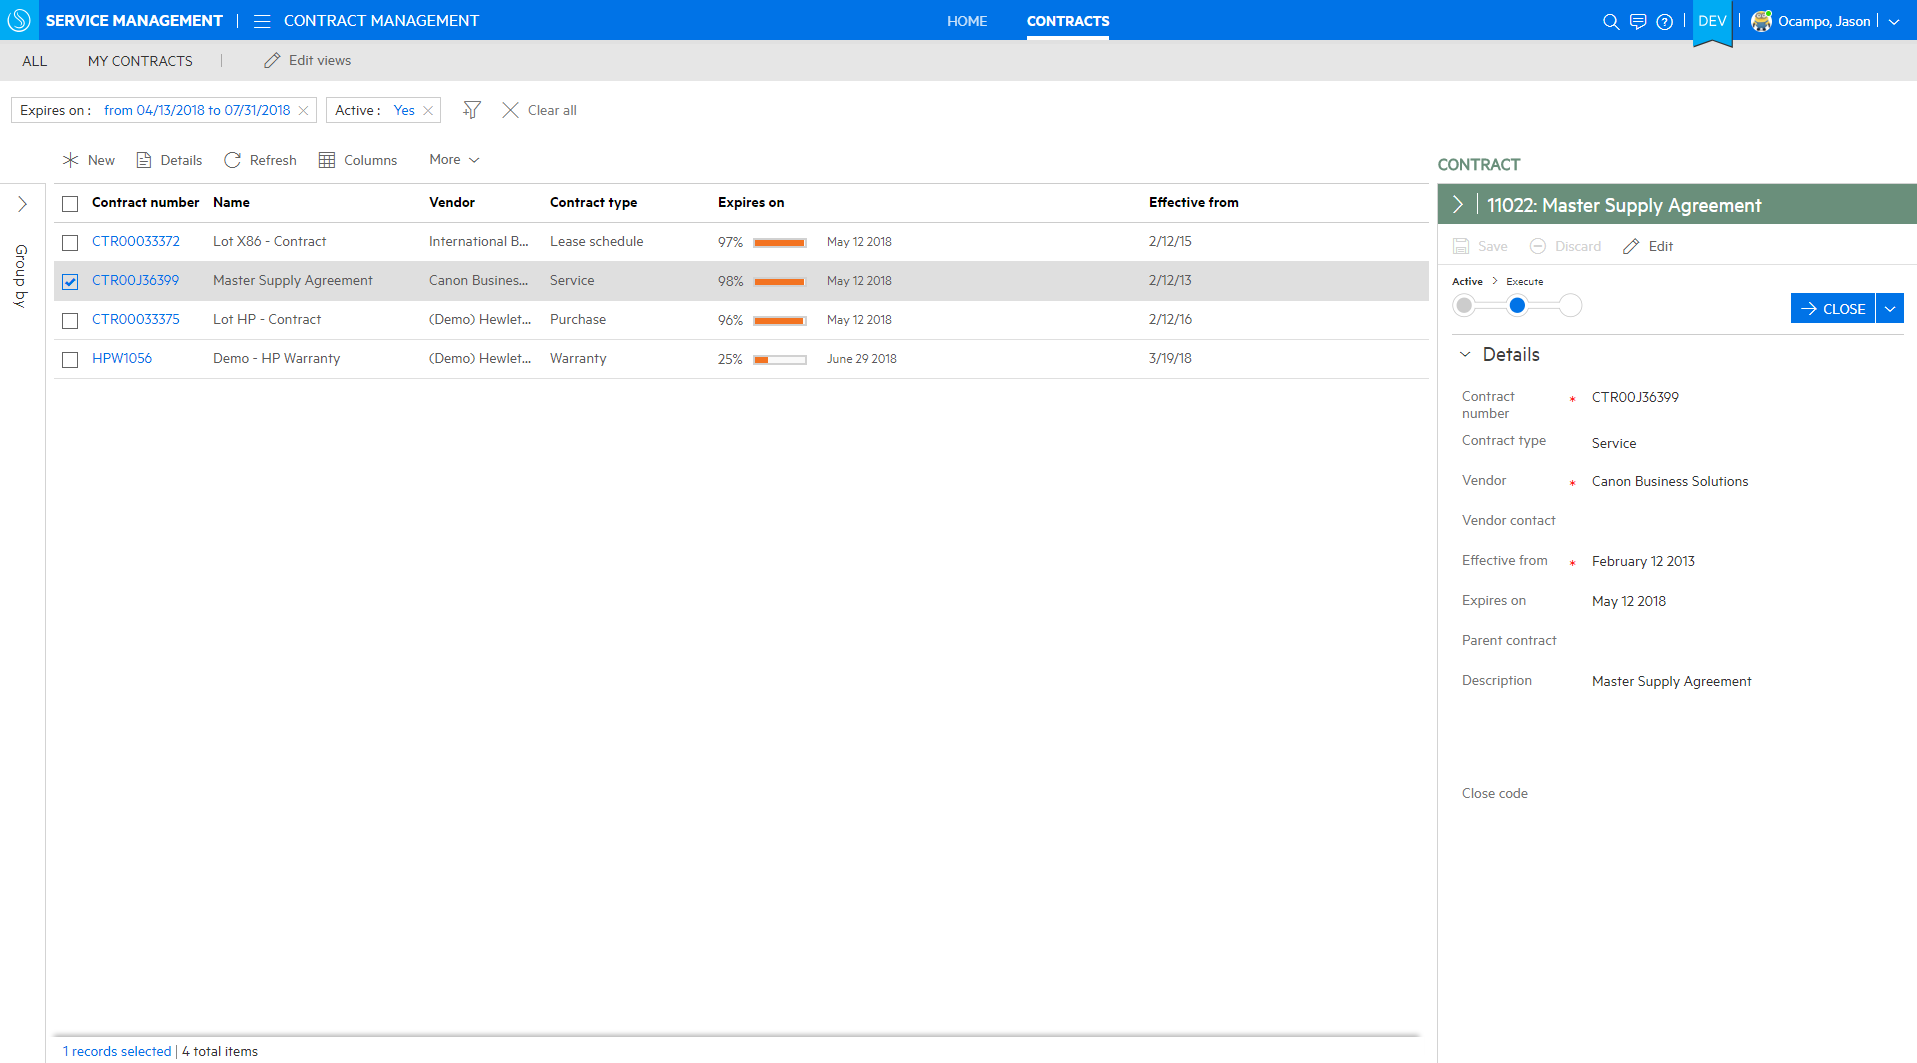 SERVICE MANAGEMENT | CONTRACT MANAGEMENT HOME CONTRACTS DEV Ocampo, Jason
ALL MY CONTRACTS Edit views
Expires on : from 04/13/2018 to 07/31/2018 Active : Yes Clear all
New Details Refresh Columns More
CONTRACT
Group by
Contract number Name Vendor Contract type Expires on Effective from
CTR00033372 Lot X86 - Contract International B... Lease schedule 97% May 12 2018 2/12/15
CTR00J36399 Master Supply Agreement Canon Busines... Service 98% May 12 2018 2/12/13
CTR00033375 Lot HP - Contract (Demo) Hewlet... Purchase 96% May 12 2018 2/12/16
HPW1056 Demo - HP Warranty (Demo) Hewlet... Warranty 25% June 29 2018 3/19/18
11022: Master Supply Agreement
Save Discard Edit
Active > Execute
CLOSE
Details
Contract number * CTR00J36399
Contract type Service
Vendor * Canon Business Solutions
Vendor contact
Effective from * February 12 2013
Expires on May 12 2018
Parent contract
Description Master Supply Agreement
Close code
1 records selected | 4 total items